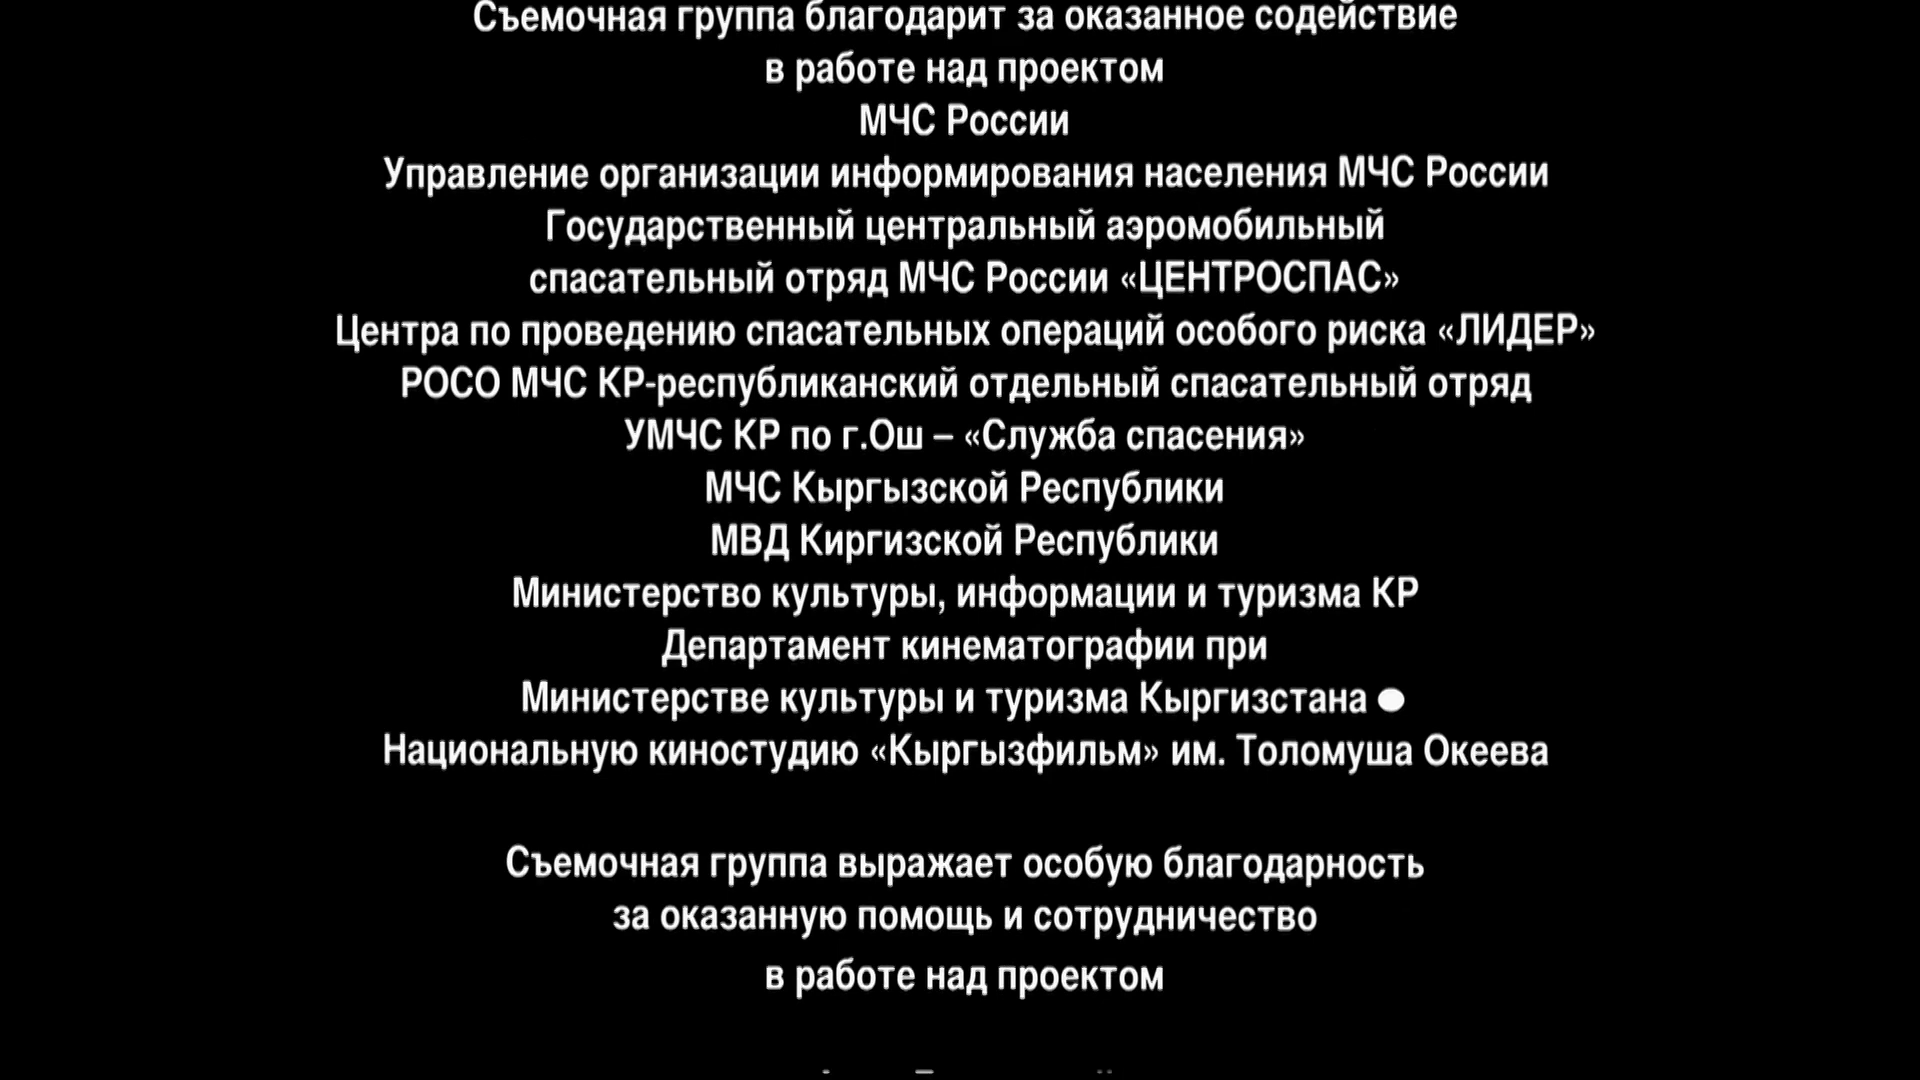 Съемочная группа благодарит за оказанное содействие
в работе над проектом
МЧС России
Управление организации информирования населения МЧС России
Государственный центральный аэромобильный
спасательный отряд МЧС России «ЦЕНТРОСПАС»
Центра по проведению спасательных операций особого риска «ЛИДЕР»
РОСО МЧС КР-республиканский отдельный спасательный отряд
УМЧС КР по г.Ош – «Служба спасения»
МЧС Кыргызской Республики
МВД Киргизской Республики
Министерство культуры, информации и туризма КР
Департамент кинематографии при
Министерстве культуры и туризма Кыргизстана ●
Национальную киностудию «Кыргызфильм» им. Толомуша Океева
Съемочная группа выражает особую благодарность
за оказанную помощь и сотрудничество
в работе над проектом